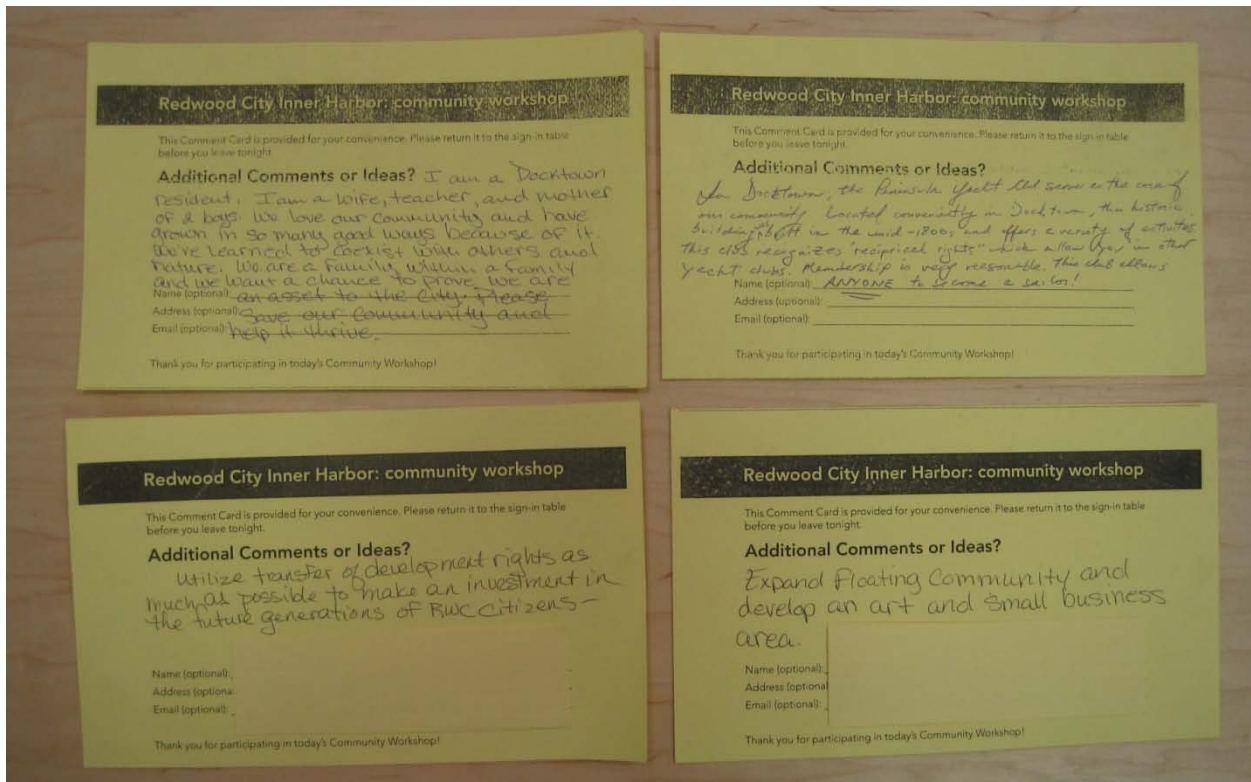 Redwood City Inner Harbor: community workshop
This Comment Card is provided for your convenience. Please return it to the sign-in table
before you leave tonight.
Additional Comments or Ideas? I am a Docktown
resident. I am a wife, teacher, and mother
of 2 boys. We love our community and have
grown in so many good ways because of it.
We've learned to coexist with others and
nature. We are a family within a family
and we want a chance to prove we are
Name (optional): an asset to the city. Please
Address (optional): save our community and
Email (optional): help it thrive.
Thank you for participating in today's Community Workshop!
Redwood City Inner Harbor: community workshop
This Comment Card is provided for your convenience. Please return it to the sign-in table
before you leave tonight.
Additional Comments or Ideas?
In Docktown, the Peninsula Yacht Club serves as the core of
our community. Located conveniently in Docktown, this historic
building built in the mid-1800s, and offers a variety of activities
This club recognizes "reciprical rights" which allow you in other
yacht clubs. Membership is very reasonable. This club allows
Name (optional): ANYONE to become a sailor!
Address (optional):
Email (optional):
Thank you for participating in today's Community Workshop!
Redwood City Inner Harbor: community workshop
This Comment Card is provided for your convenience. Please return it to the sign-in table
before you leave tonight.
Additional Comments or Ideas?
Utilize transfer of development rights as
much as possible to make an investment in
the future generations of RWC Citizens—
Name (optional):
Address (optiona
Email (optional):
Thank you for participating in today's Community Workshop!
Redwood City Inner Harbor: community workshop
This Comment Card is provided for your convenience. Please return it to the sign-in table
before you leave tonight.
Additional Comments or Ideas?
Expand Floating Community and
develop an art and small business
area.
Name (optional):
Address (optional
Email (optional):
Thank you for participating in today's Community Workshop!